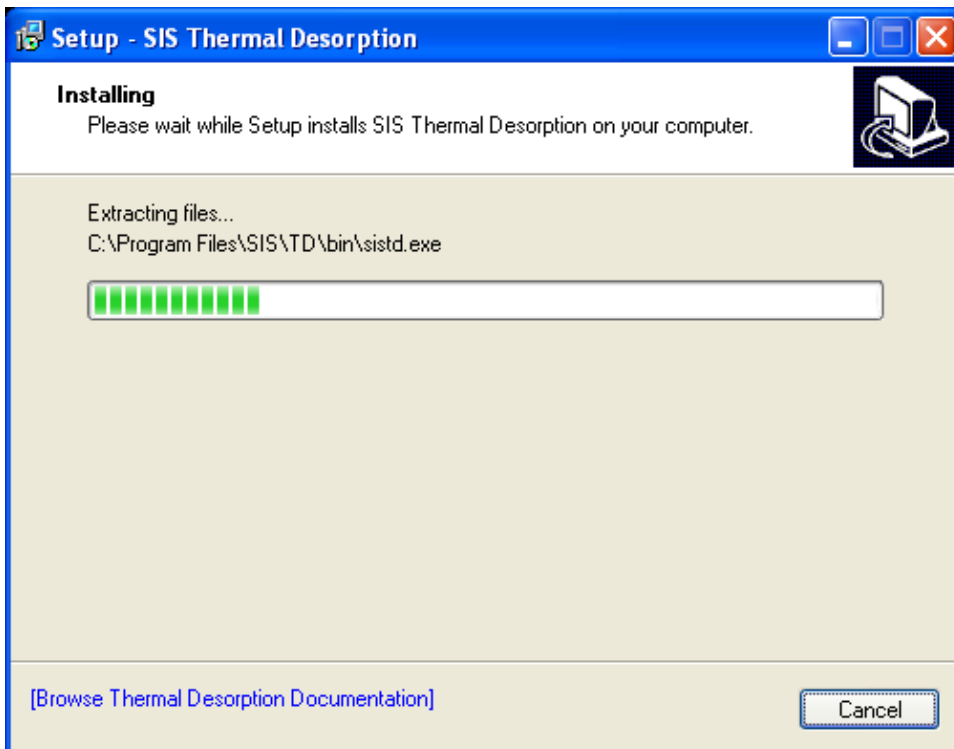 Setup - SIS Thermal Desorption
Installing
Please wait while Setup installs SIS Thermal Desorption on your computer.
Extracting files...
C:\Program Files\SIS\TD\bin\sistd.exe
[Browse Thermal Desorption Documentation]
Cancel